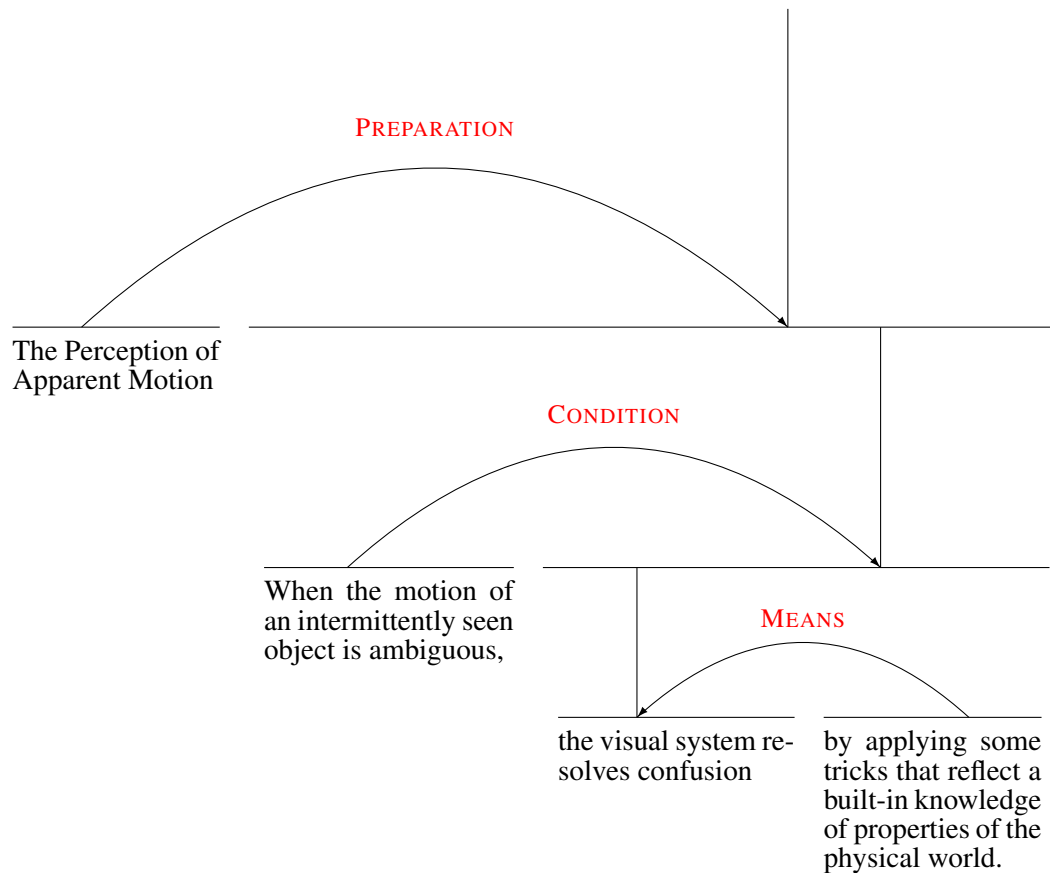 PREPARATION
The Perception of
Apparent Motion
CONDITION
When the motion of
an intermittently seen
object is ambiguous,
MEANS
the visual system re-
solves confusion
by applying some
tricks that reflect a
built-in knowledge
of properties of the
physical world.